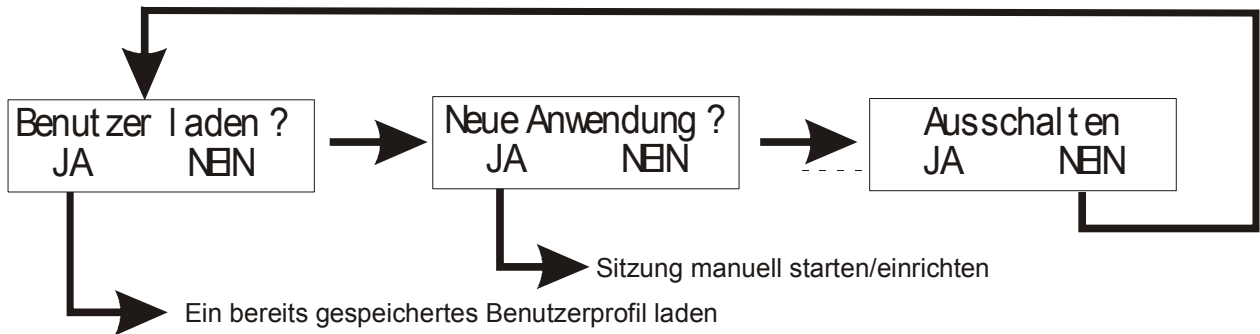 Benutzer laden ?
JA NEIN
Neue Anwendung ?
JA NEIN
Ausschalten
JA NEIN
Sitzung manuell starten/einrichten
Ein bereits gespeichertes Benutzerprofil laden